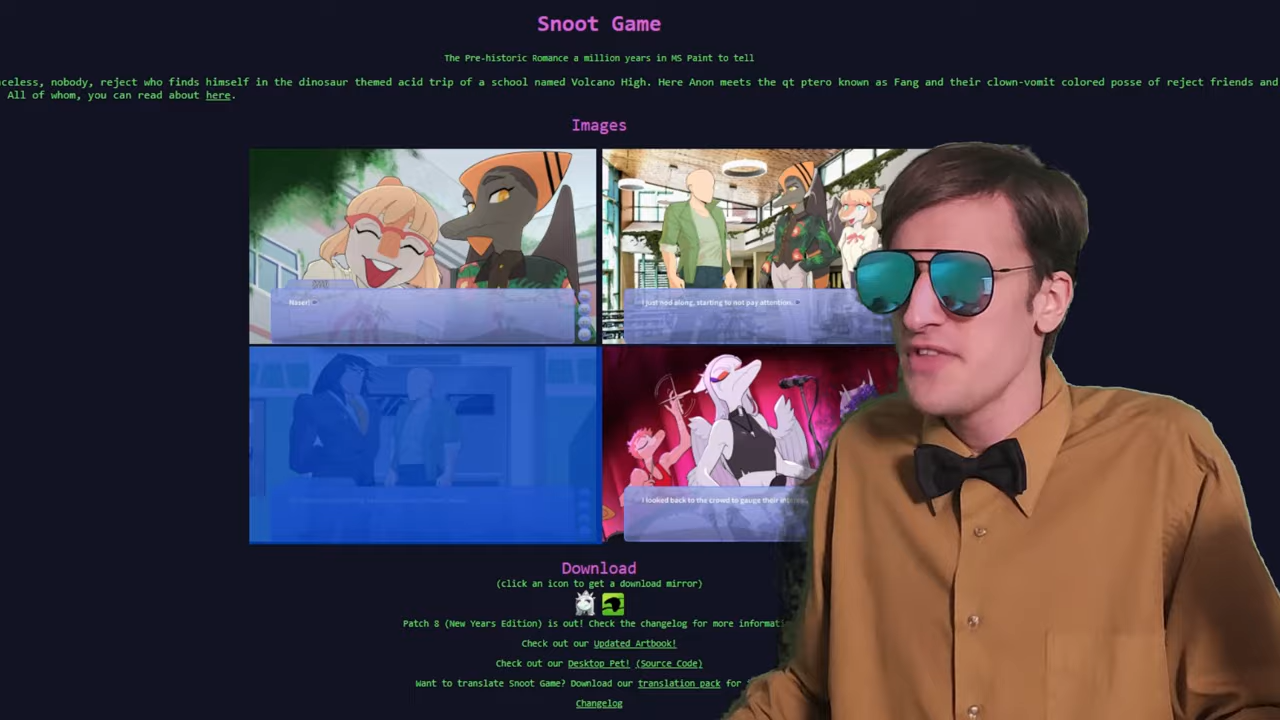 Snoot Game
The Pre-historic Romance a million years in MS Paint to tell
celess, nobody, reject who finds himself in the dinosaur themed acid trip of a school named Volcano High. Here Anon meets the qt ptero known as Fang and their clown-vomit colored posse of reject friends and
All of whom, you can read about here.
Images
Naser!
I just nod along, starting to not pay attention.
I looked back to the crowd to gauge their
Download
(click an icon to get a download mirror)
Patch 8 (New Years Edition) is out! Check the changelog for more informati
Check out our Updated Artbook!
Check out our Desktop Pet! (Source Code)
Want to translate Snoot Game? Download our translation pack for
Changelog